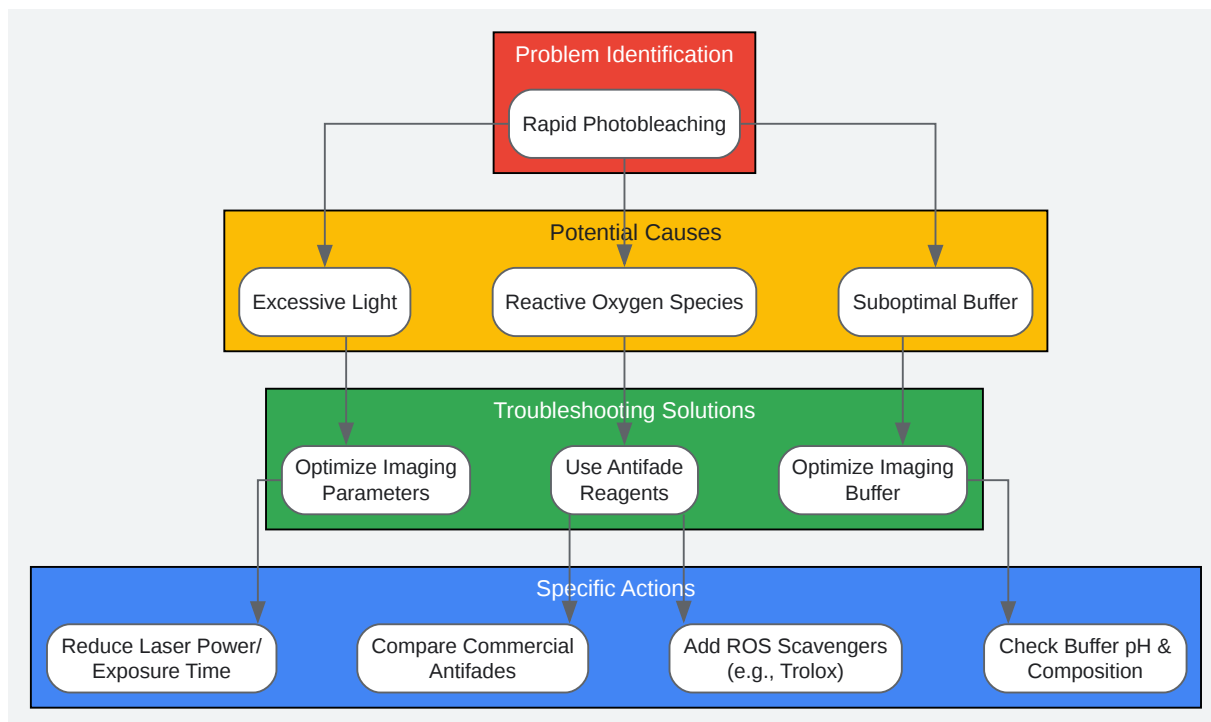 Problem Identification
Rapid Photobleaching
Potential Causes
Excessive Light
Reactive Oxygen Species
Suboptimal Buffer
Troubleshooting Solutions
Optimize Imaging
Parameters
Use Antifade
Reagents
Optimize Imaging
Buffer
Specific Actions
Reduce Laser Power/
Exposure Time
Compare Commercial
Antifades
Add ROS Scavengers
(e.g., Trolox)
Check Buffer pH &
Composition